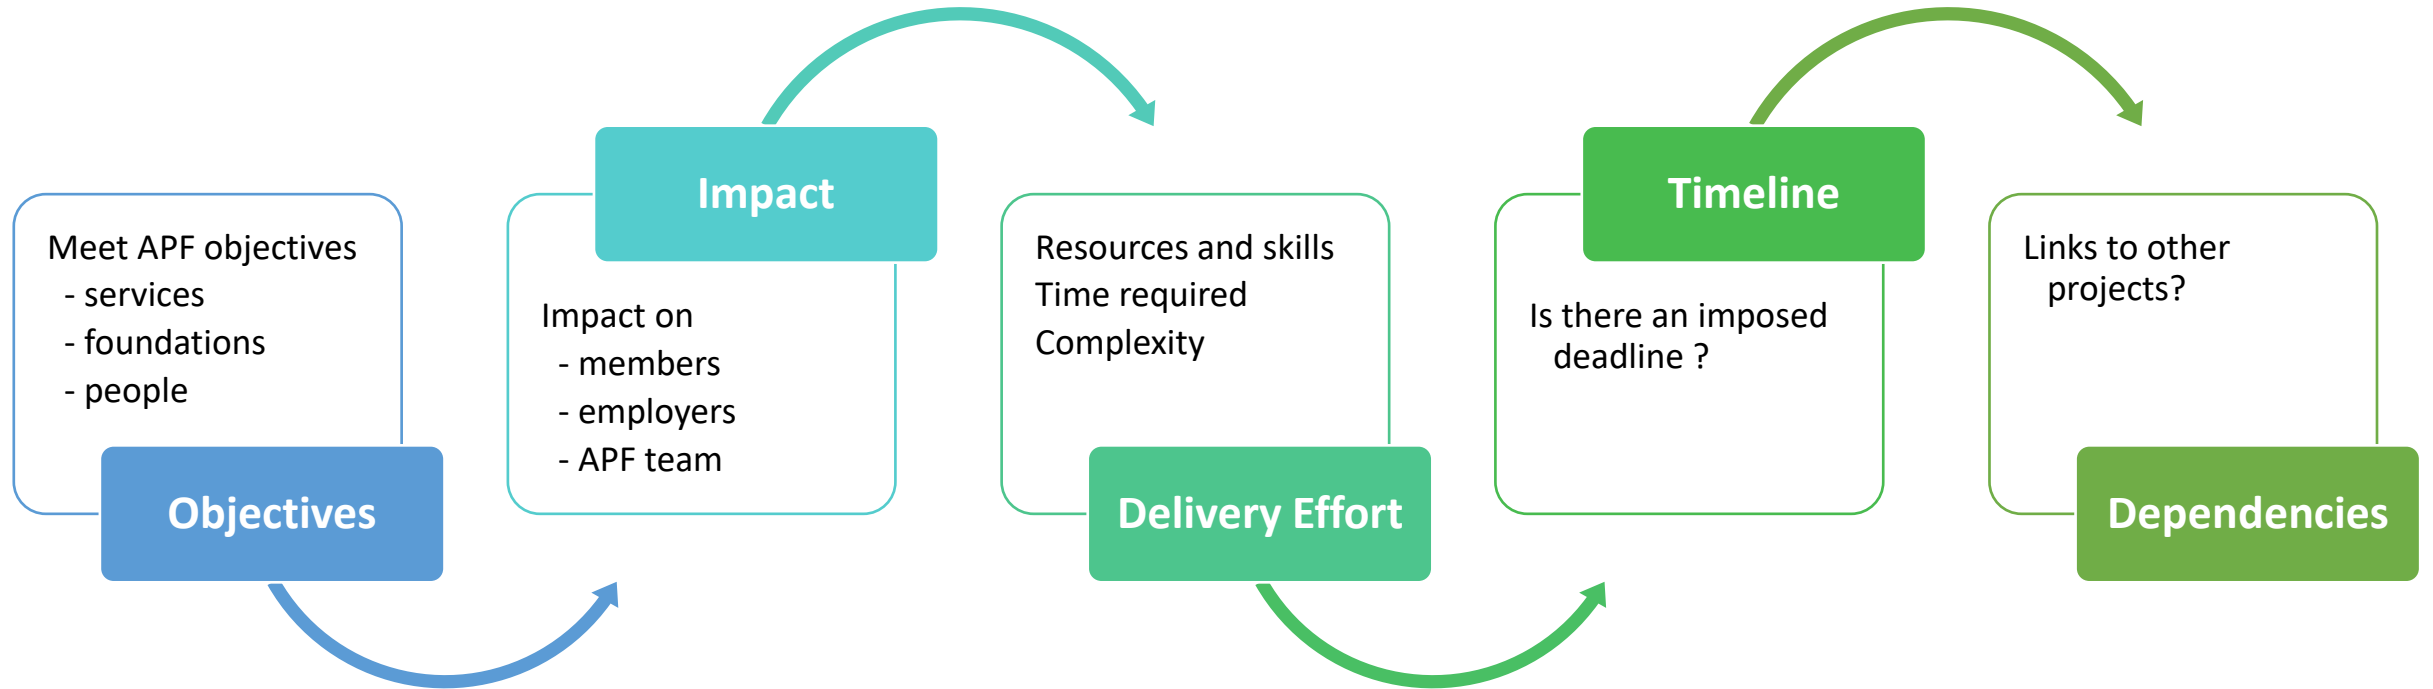 Meet APF objectives
- services
- foundations
- people
Objectives
Impact
Impact on
- members
- employers
- APF team
Resources and skills
Time required
Complexity
Delivery Effort
Timeline
Is there an imposed
deadline ?
Links to other
projects?
Dependencies